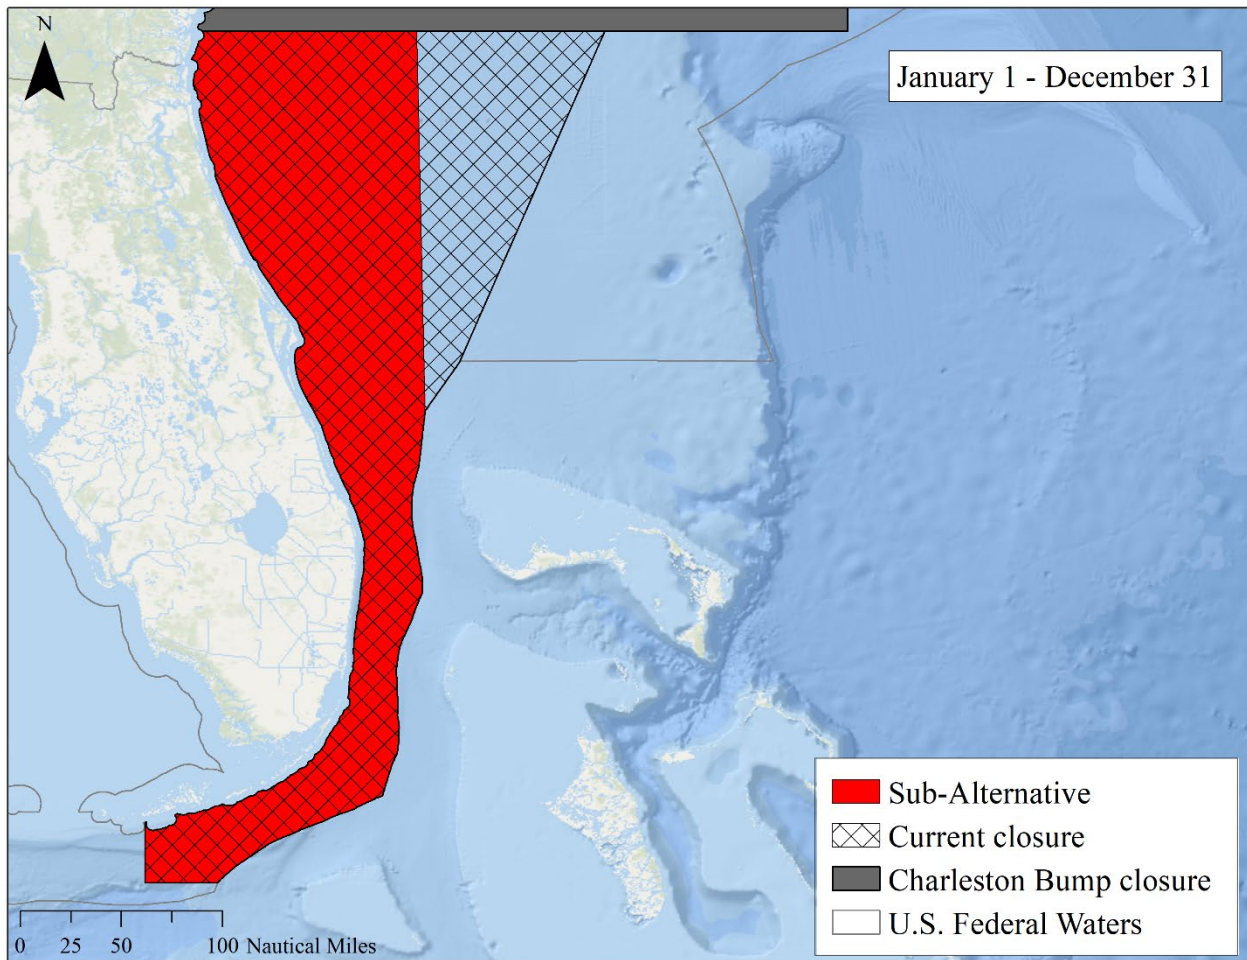 N
January 1 - December 31
Sub-Alternative
Current closure
Charleston Bump closure
U.S. Federal Waters
0 25 50 100 Nautical Miles